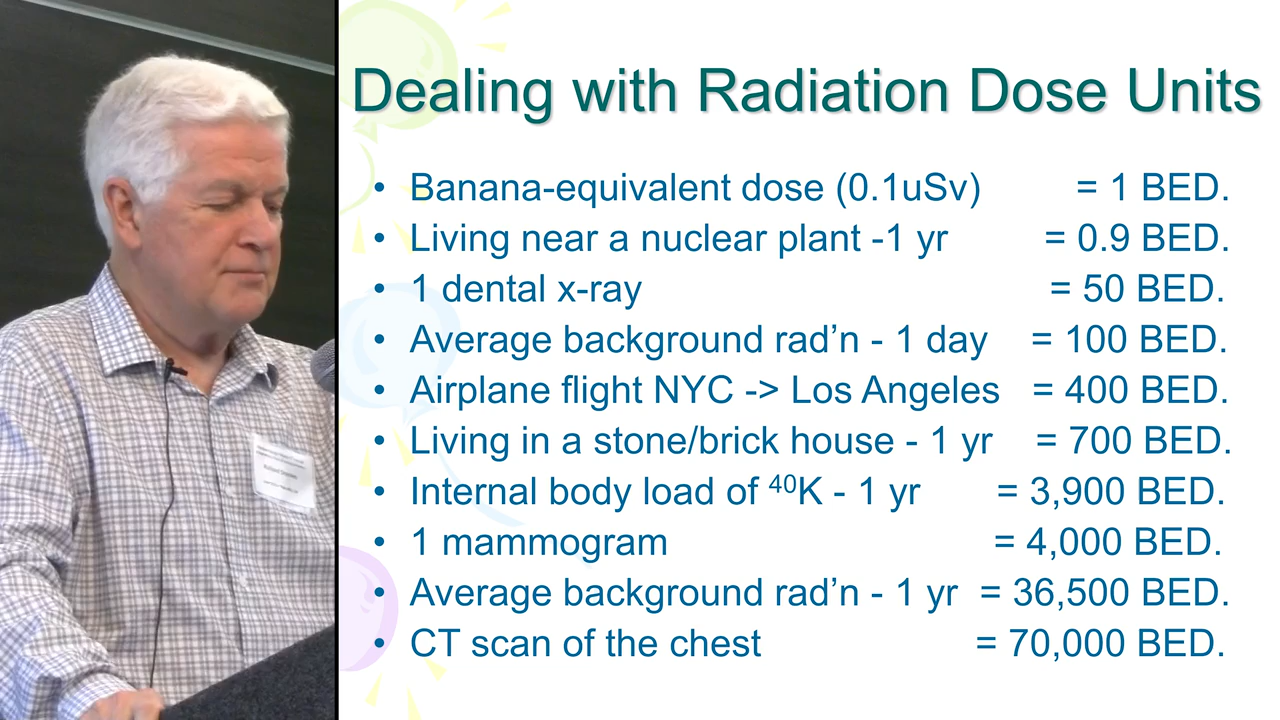 Dealing with Radiation Dose Units
• Banana-equivalent dose (0.1uSv) = 1 BED.
• Living near a nuclear plant -1 yr = 0.9 BED.
• 1 dental x-ray = 50 BED.
• Average background rad’n - 1 day = 100 BED.
• Airplane flight NYC -> Los Angeles = 400 BED.
• Living in a stone/brick house - 1 yr = 700 BED.
• Internal body load of ⁴⁰K - 1 yr = 3,900 BED.
• 1 mammogram = 4,000 BED.
• Average background rad’n - 1 yr = 36,500 BED.
• CT scan of the chest = 70,000 BED.